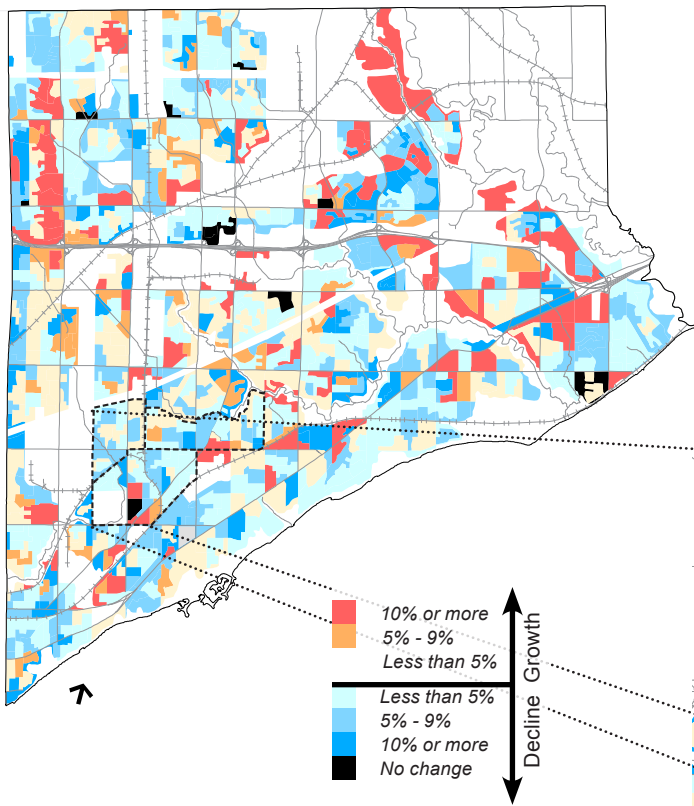 10% or more
5% - 9%
Less than 5%
Less than 5%
5% - 9%
10% or more
No change
Growth
Decline